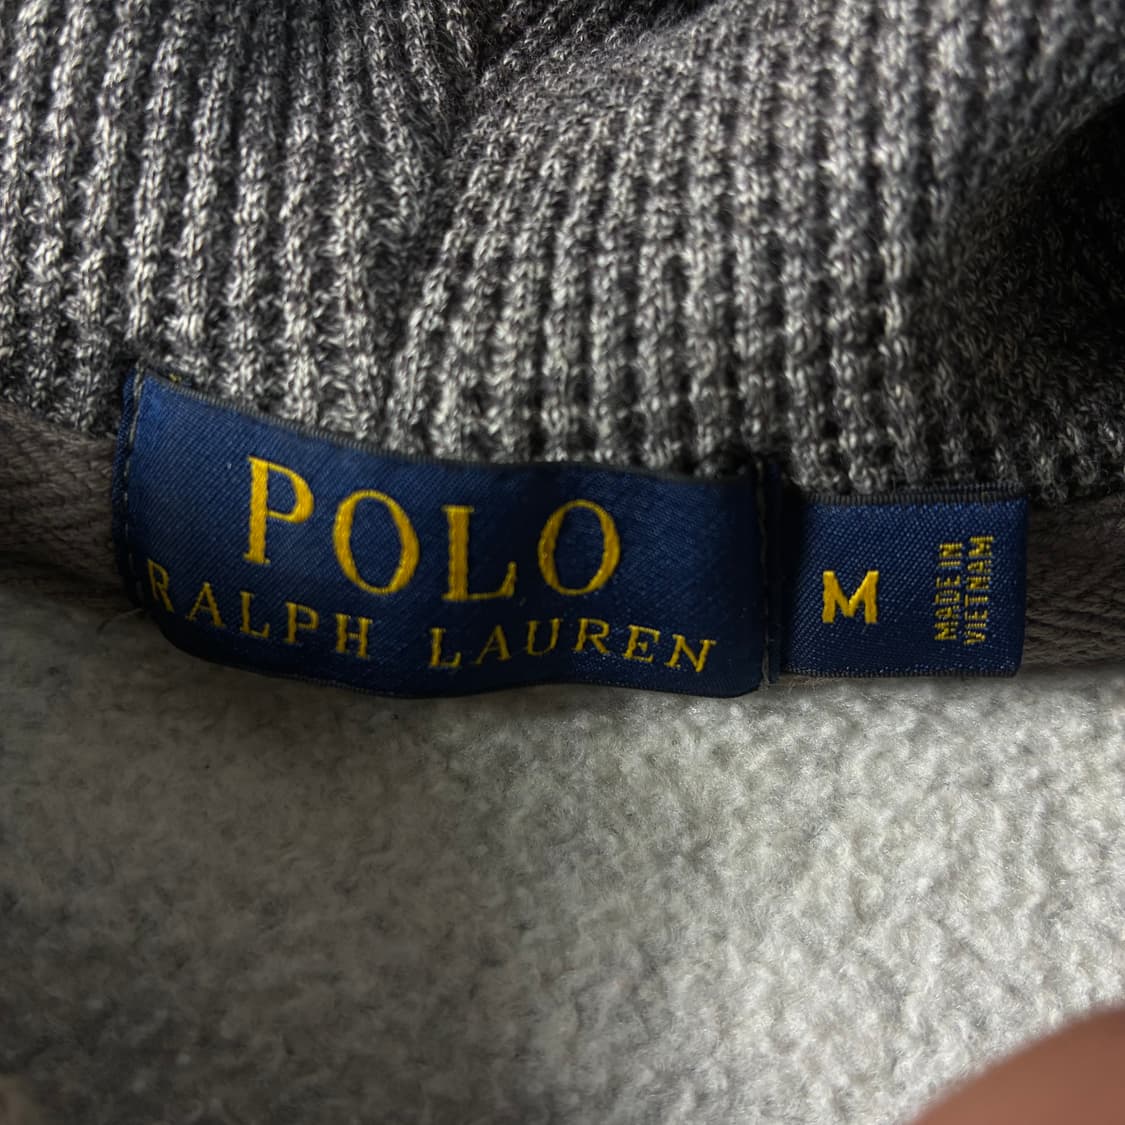 POLO
RALPH LAUREN
M
MADE IN
VIETNAM